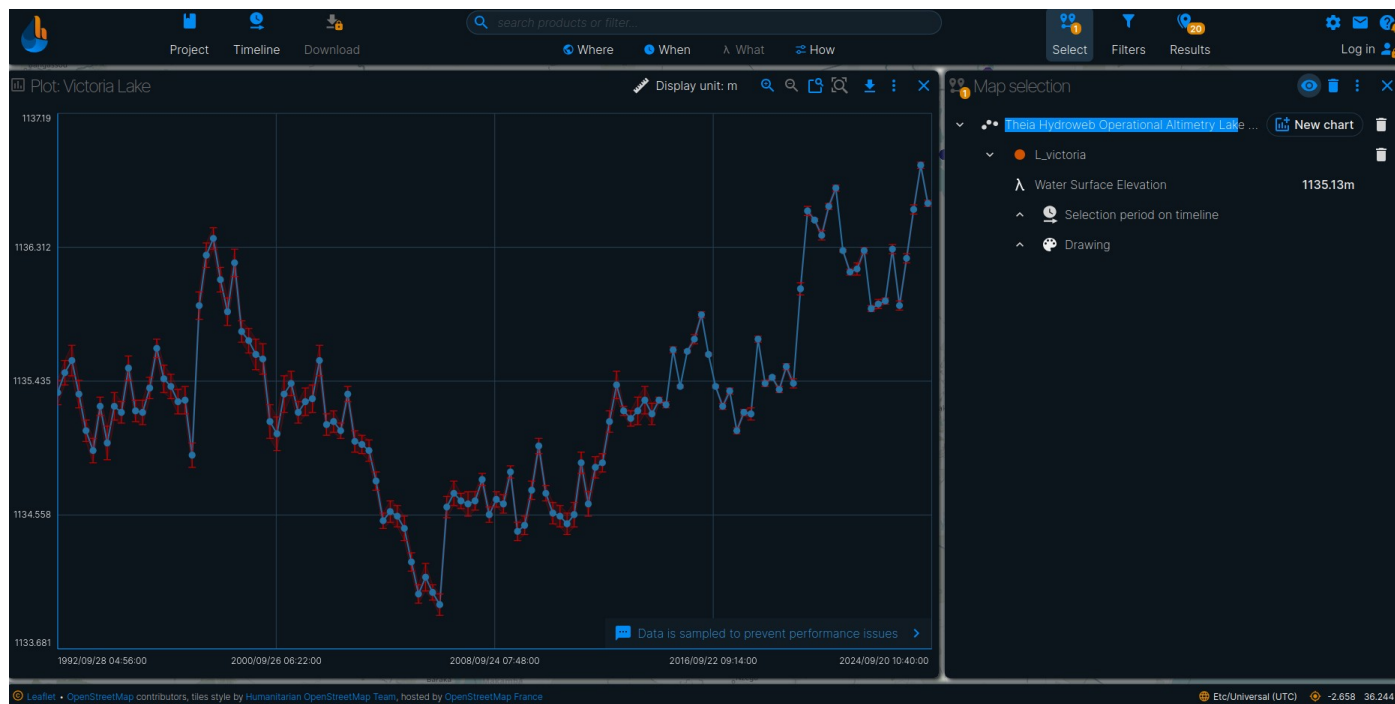 search products or filter...
Project Timeline Download
Where When λ What How
1
20
Select Filters Results
Log in
Plot: Victoria Lake
Display unit: m
1137.19
1136.312
1135.435
1134.558
1133.681
Data is sampled to prevent performance issues
1992/09/28 04:56:00 2000/09/26 06:22:00 2008/09/24 07:48:00 2016/09/22 09:14:00 2024/09/20 10:40:00
1 Map selection
Theia Hydroweb Operational Altimetry Lake ... New chart
L_victoria
λ Water Surface Elevation 1135.13m
Selection period on timeline
Drawing
© Leaflet • OpenStreetMap contributors, tiles style by Humanitarian OpenStreetMap Team, hosted by OpenStreetMap France
Etc/Universal (UTC) -2.658 36.244